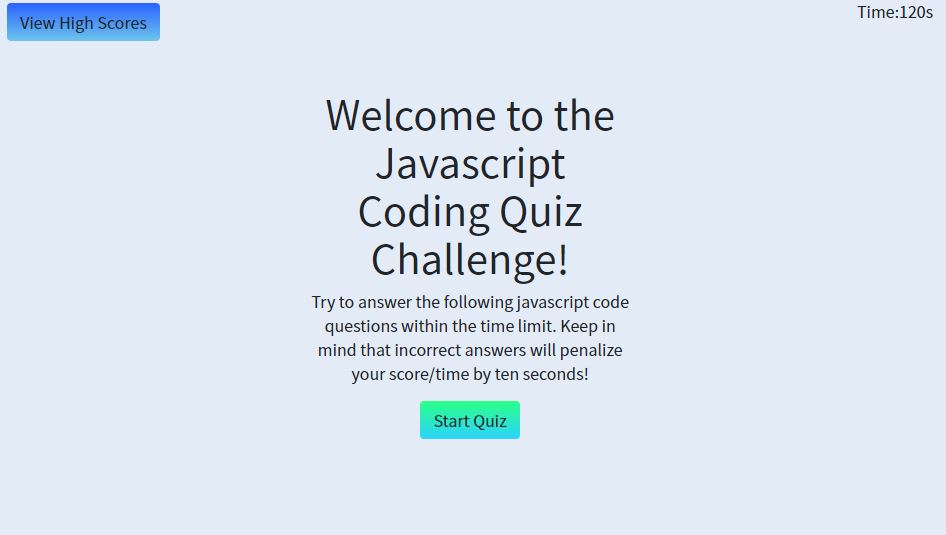 View High Scores
Time:120s
Welcome to the
Javascript
Coding Quiz
Challenge!
Try to answer the following javascript code
questions within the time limit. Keep in
mind that incorrect answers will penalize
your score/time by ten seconds!
Start Quiz